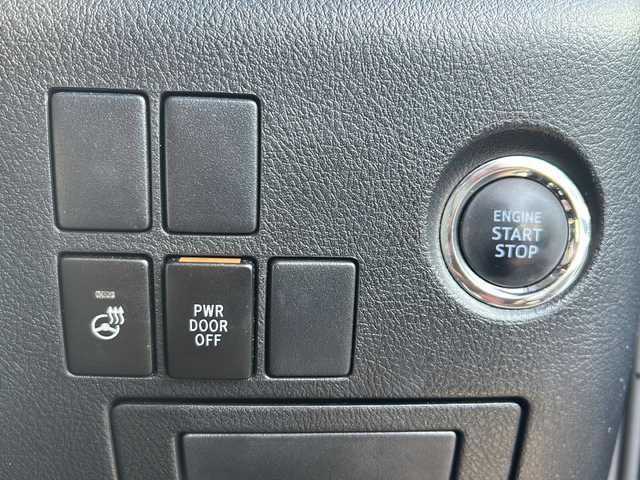 PWR
DOOR
OFF
ENGINE
START
STOP